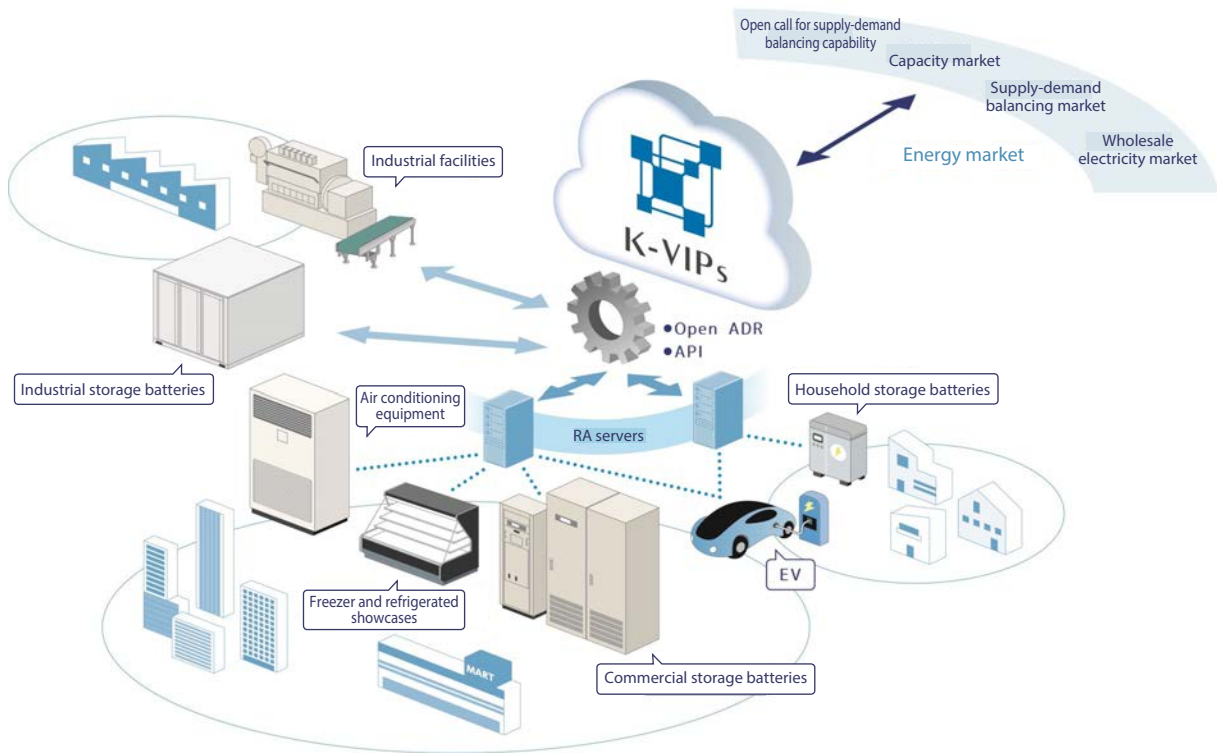 Open call for supply-demand
balancing capability
Capacity market
Supply-demand
balancing market
Wholesale
electricity market
Energy market
K-VIPs
Industrial facilities
Open ADR
API
Industrial storage batteries
Air conditioning
equipment
RA servers
Household storage batteries
EV
Freezer and refrigerated
showcases
MART
Commercial storage batteries